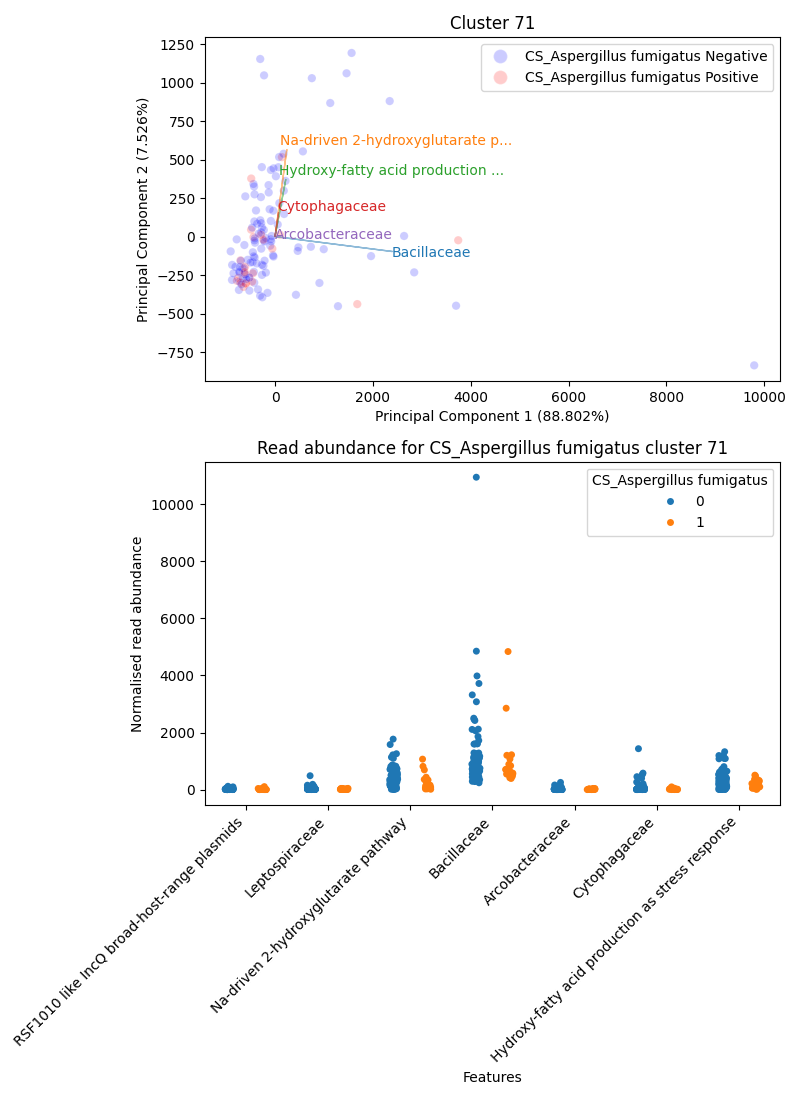 Cluster 71
CS_Aspergillus fumigatus Negative
CS_Aspergillus fumigatus Positive
Na-driven 2-hydroxyglutarate p...
Hydroxy-fatty acid production ...
Cytophagaceae
Arcobacteraceae
Bacillaceae
1250
1000
750
500
250
0
−250
−500
−750
Principal Component 2 (7.526%)
0
2000
4000
6000
8000
10000
Principal Component 1 (88.802%)
Read abundance for CS_Aspergillus fumigatus cluster 71
CS_Aspergillus fumigatus
0
1
10000
8000
6000
4000
2000
0
Normalised read abundance
RSF1010 like IncQ broad-host-range plasmids
Leptospiraceae
Na-driven 2-hydroxyglutarate pathway
Bacillaceae
Arcobacteraceae
Cytophagaceae
Hydroxy-fatty acid production as stress response
Features